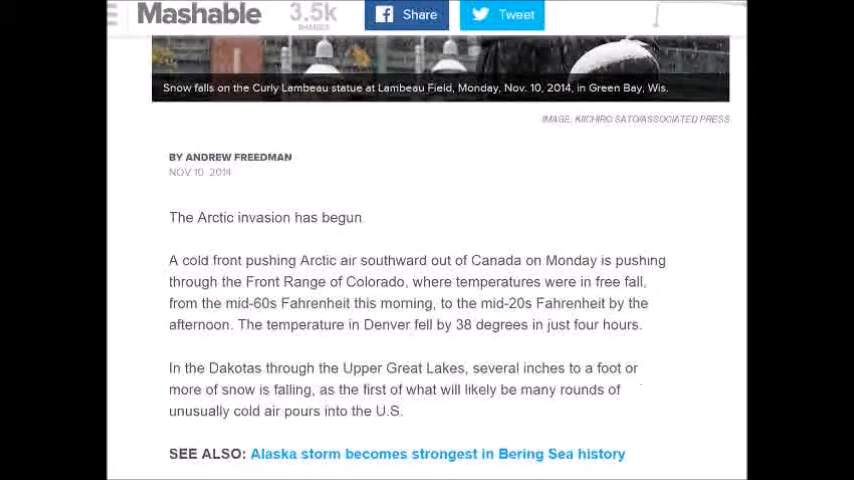 Mashable
3.5k
SHARES
Share
Tweet
Snow falls on the Curly Lambeau statue at Lambeau Field, Monday, Nov. 10, 2014, in Green Bay, Wis.
IMAGE: KIICHIRO SATO/ASSOCIATED PRESS
BY ANDREW FREEDMAN
NOV 10, 2014
The Arctic invasion has begun.
A cold front pushing Arctic air southward out of Canada on Monday is pushing
through the Front Range of Colorado, where temperatures were in free fall,
from the mid-60s Fahrenheit this morning, to the mid-20s Fahrenheit by the
afternoon. The temperature in Denver fell by 38 degrees in just four hours.
In the Dakotas through the Upper Great Lakes, several inches to a foot or
more of snow is falling, as the first of what will likely be many rounds of
unusually cold air pours into the U.S.
SEE ALSO: Alaska storm becomes strongest in Bering Sea history